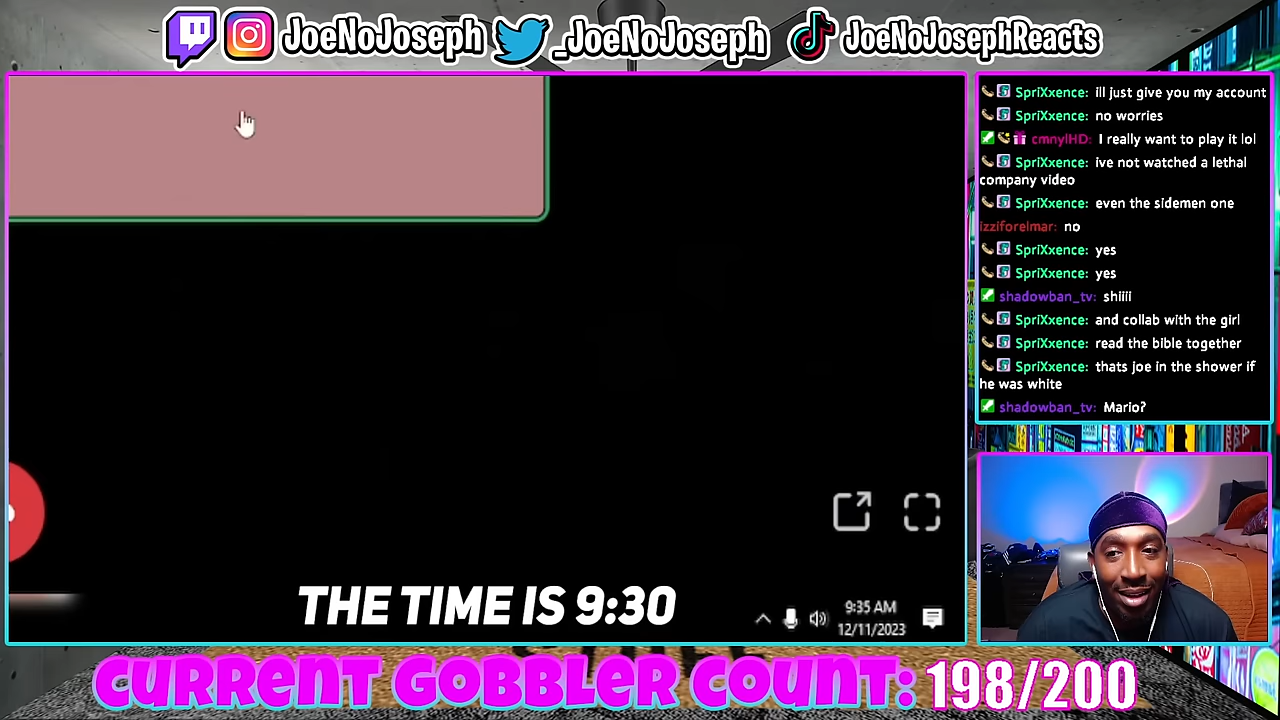 JoeNoJoseph _JoeNoJoseph JoeNoJosephReacts
SpriXxence: ill just give you my account
SpriXxence: no worries
cmnylHD: I really want to play it lol
SpriXxence: ive not watched a lethal
company video
SpriXxence: even the sidemen one
izziforelmar: no
SpriXxence: yes
SpriXxence: yes
shadowban_tv: shiiii
SpriXxence: and collab with the girl
SpriXxence: read the bible together
SpriXxence: thats joe in the shower if
he was white
shadowban_tv: Mario?
THE TIME IS 9:30
9:35 AM
12/11/2023
CURRENT GOBBLER COUNT: 198/200